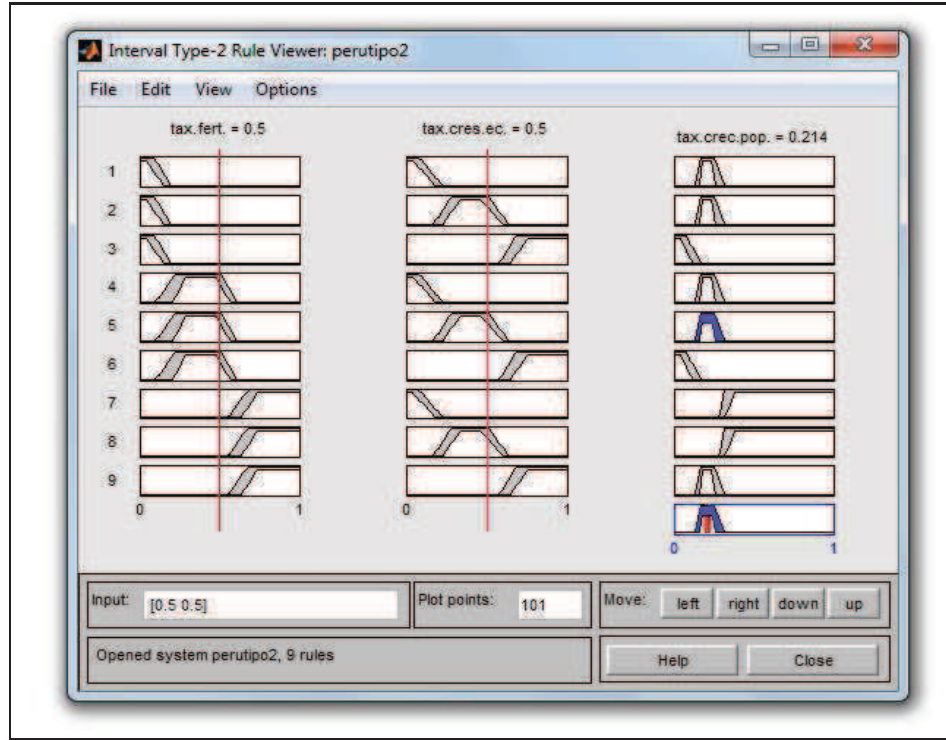 Interval Type-2 Rule Viewer: perutipo2
File Edit View Options
tax.fert. = 0.5
tax.cres.ec. = 0.5
tax.crec.pop. = 0.214
1
2
3
4
5
6
7
8
9
0 1
0 1
0 1
Input: [0.5 0.5]
Plot points: 101
Move: left right down up
Opened system perutipo2, 9 rules
Help Close